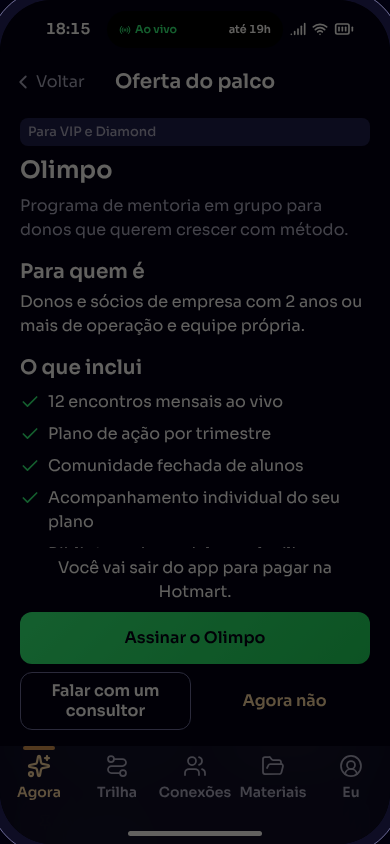 18:15
Ao vivo
até 19h
Voltar
Oferta do palco
Para VIP e Diamond
Olimpo
Programa de mentoria em grupo para
donos que querem crescer com método.
Para quem é
Donos e sócios de empresa com 2 anos ou
mais de operação e equipe própria.
O que inclui
12 encontros mensais ao vivo
Plano de ação por trimestre
Comunidade fechada de alunos
Acompanhamento individual do seu
plano
Você vai sair do app para pagar na
Hotmart.
Assinar o Olimpo
Falar com um
consultor
Agora não
Agora
Trilha
Conexões
Materiais
Eu